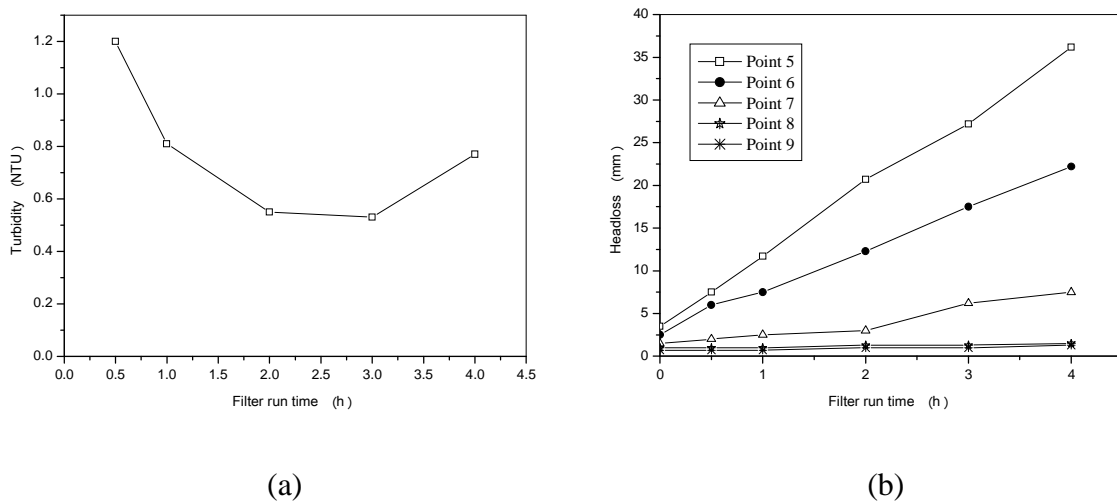 1.2
1.0
0.8
0.6
0.4
0.2
0.0
Turbidity (NTU)
0.0 0.5 1.0 1.5 2.0 2.5 3.0 3.5 4.0 4.5
Filter run time (h)
(a)
40
35
30
25
20
15
10
5
0
Headloss (mm)
Point 5
Point 6
Point 7
Point 8
Point 9
0 1 2 3 4
Filter run time (h)
(b)